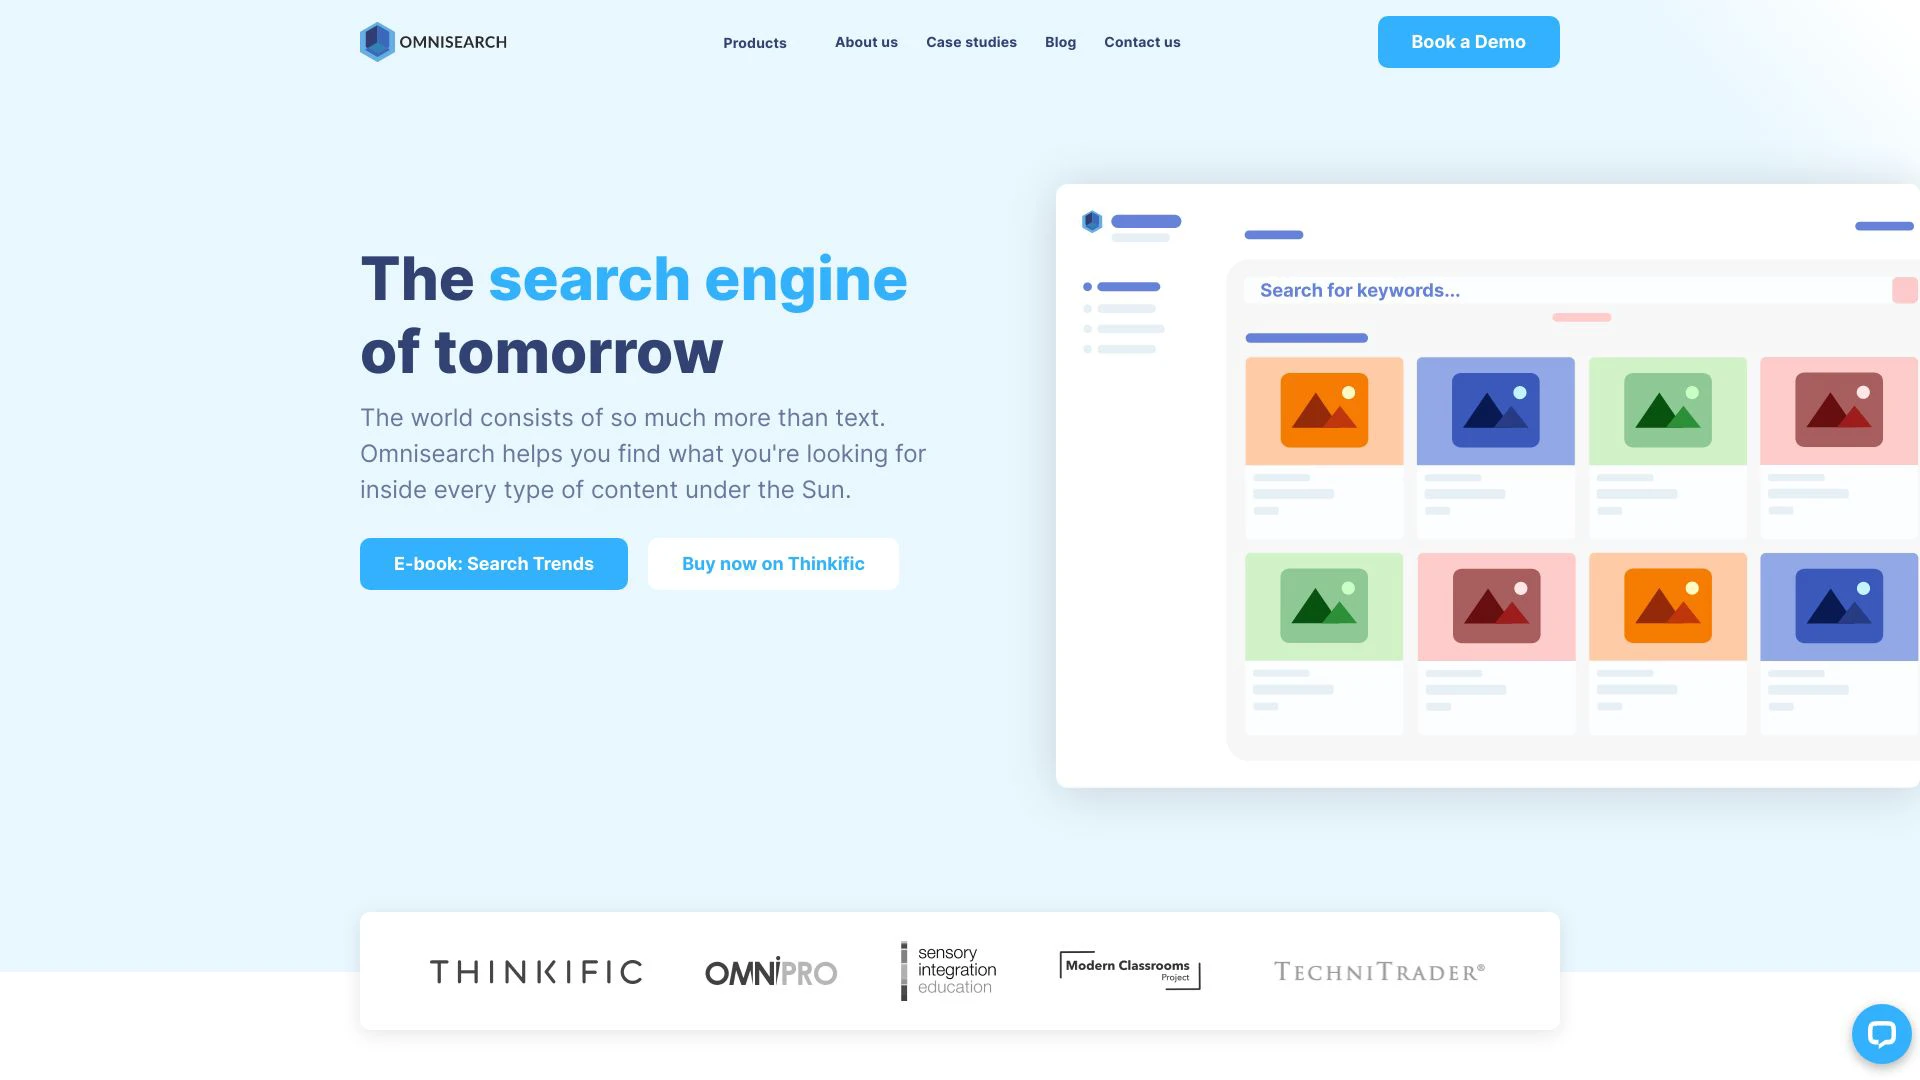 OMNISEARCH
Products
About us
Case studies
Blog
Contact us
Book a Demo
The search engine
of tomorrow
The world consists of so much more than text.
Omnisearch helps you find what you're looking for
inside every type of content under the Sun.
E-book: Search Trends
Buy now on Thinkific
Search for keywords...
THINKIFIC
OMNIPRO
sensory
integration
education
Modern Classrooms
Project
TECHNITRADER®